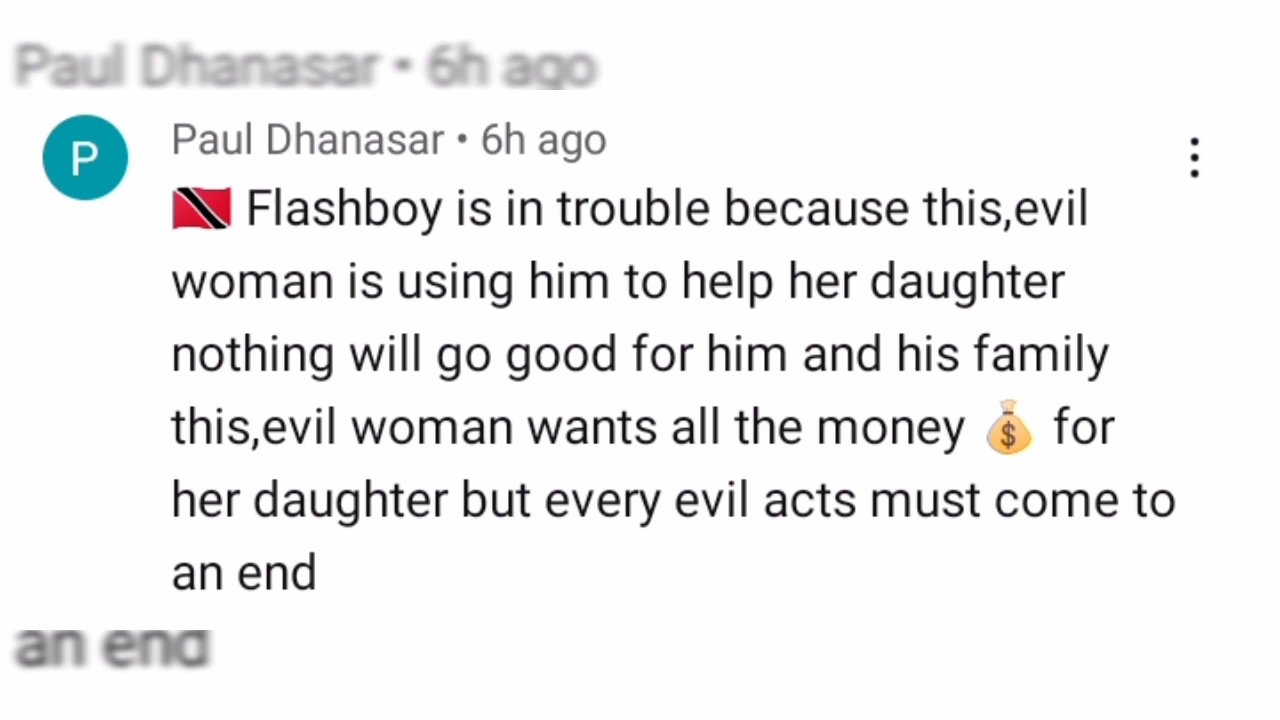 Paul Dhanasar • 6h ago
P
Paul Dhanasar • 6h ago
🇹🇹 Flashboy is in trouble because this,evil
woman is using him to help her daughter
nothing will go good for him and his family
this,evil woman wants all the money 💰 for
her daughter but every evil acts must come to
an end
an end